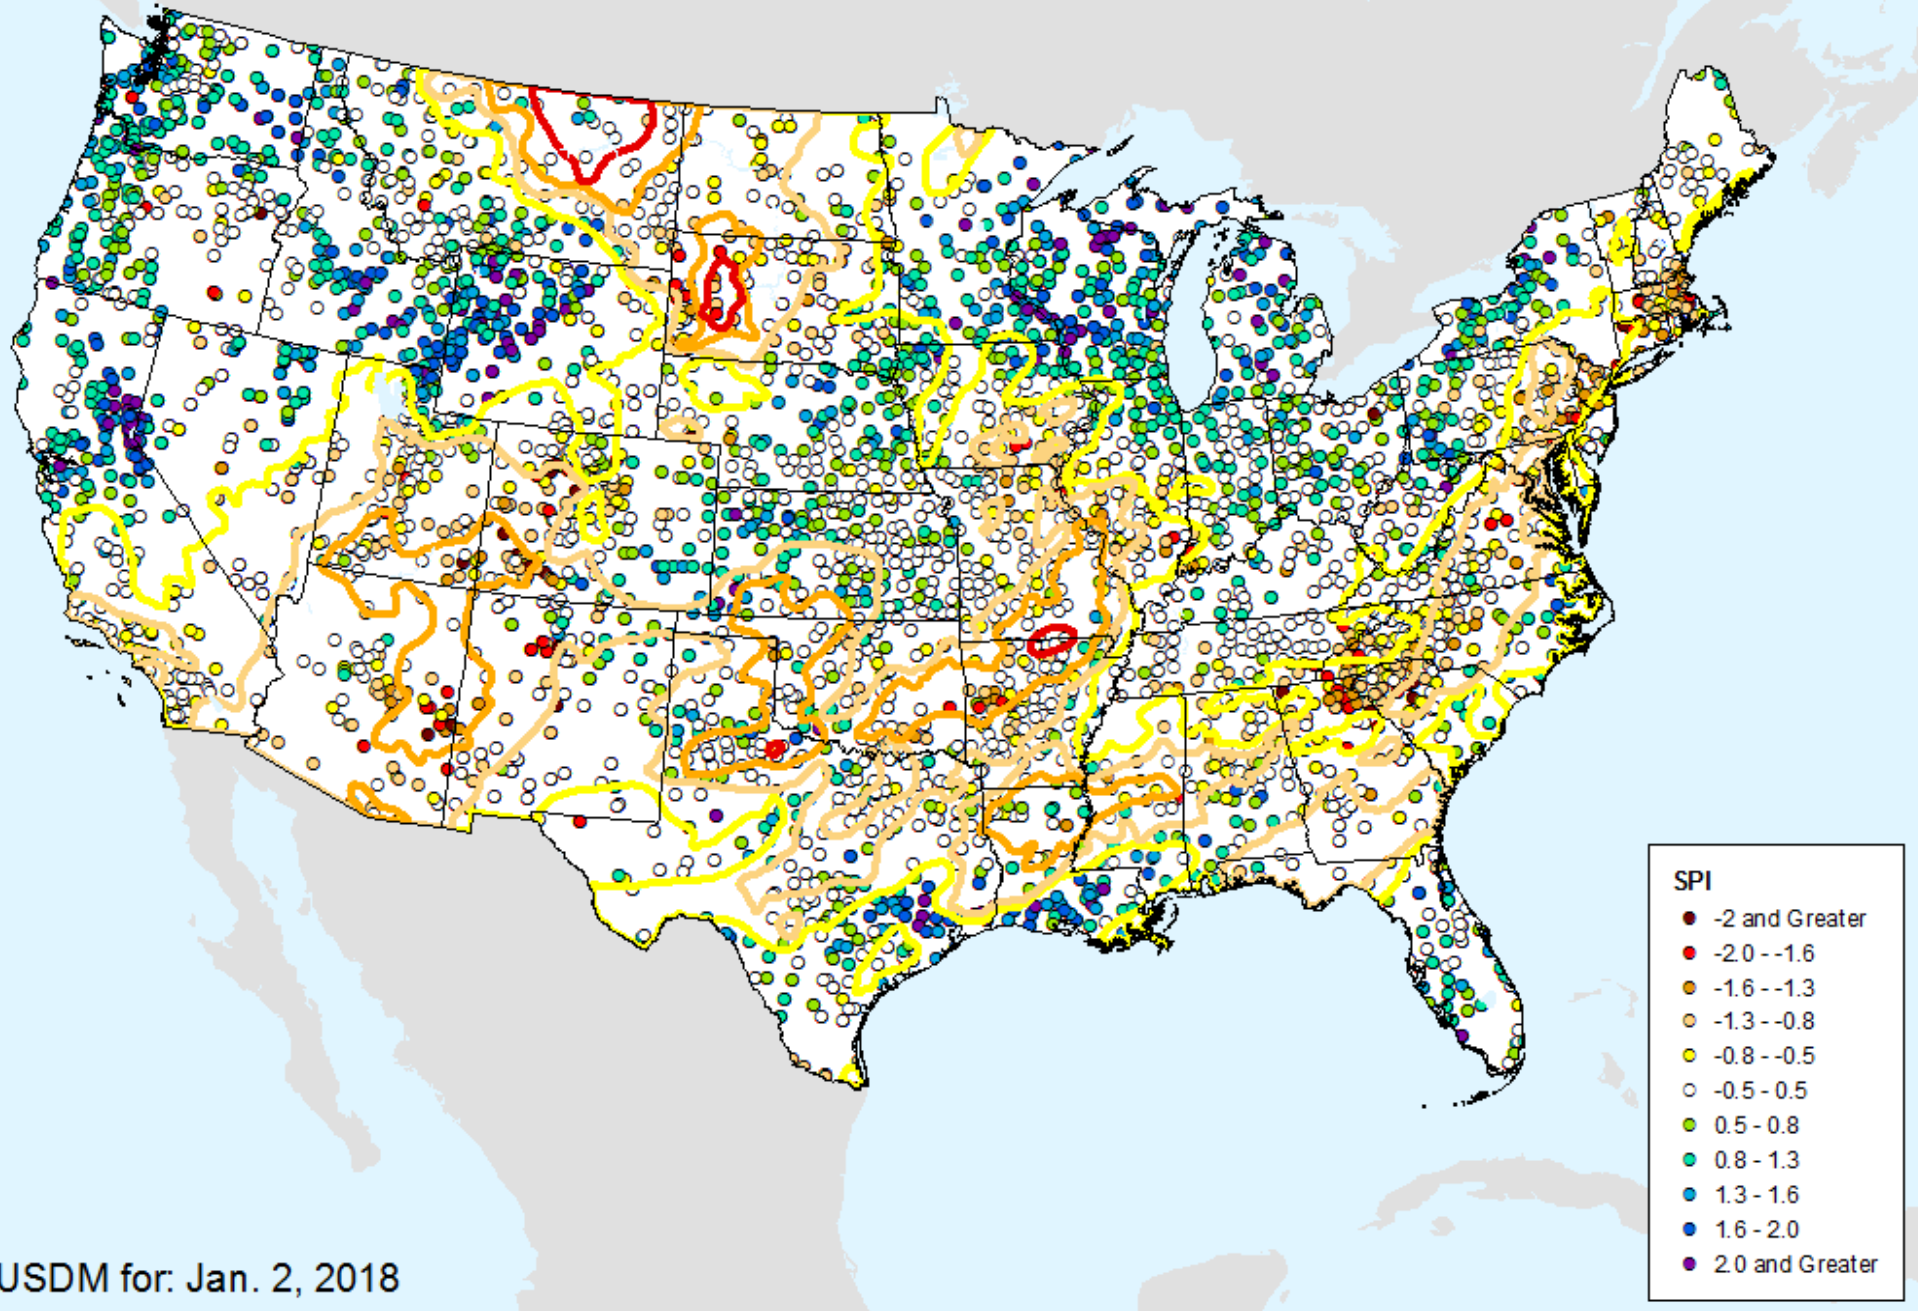 SPI
-2 and Greater
-2.0 - -1.6
-1.6 - -1.3
-1.3 - -0.8
-0.8 - -0.5
-0.5 - 0.5
0.5 - 0.8
0.8 - 1.3
1.3 - 1.6
1.6 - 2.0
2.0 and Greater
USDM for: Jan. 2, 2018